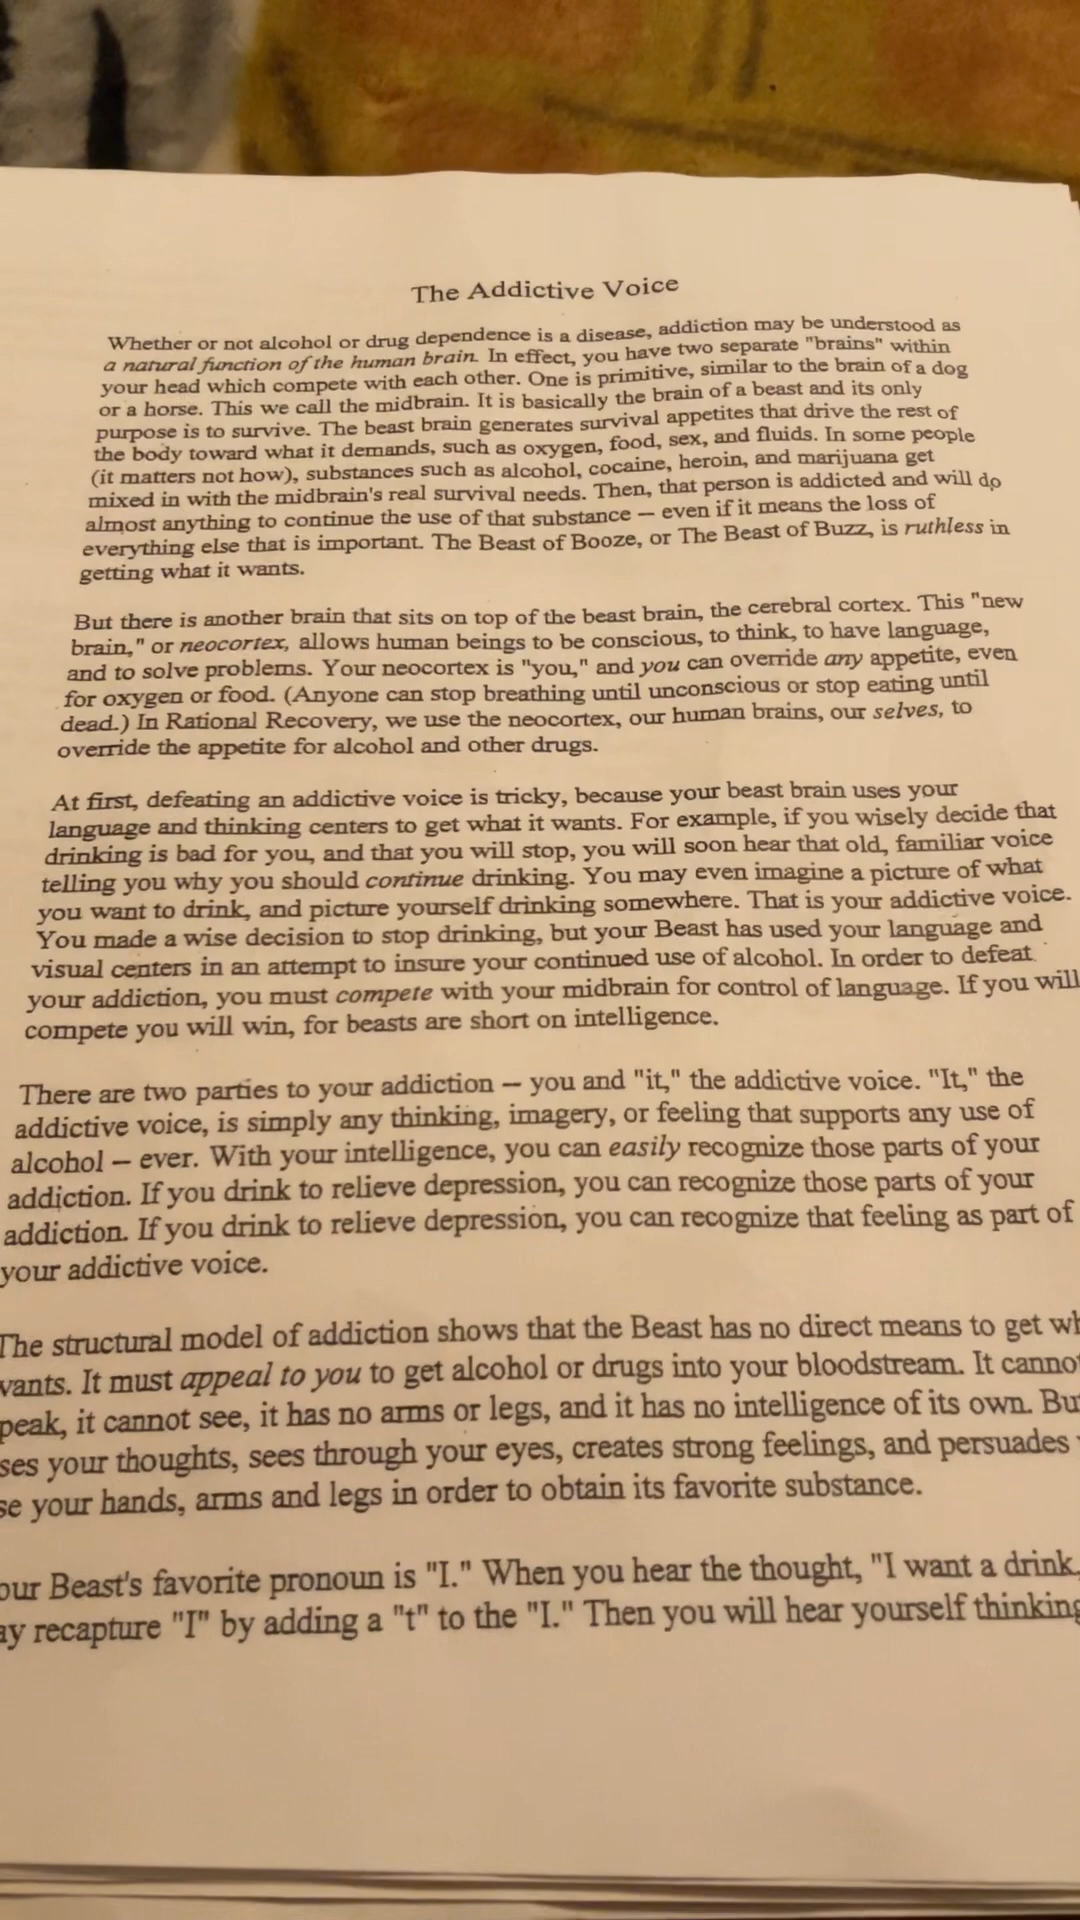 The Addictive Voice
Whether or not alcohol or drug dependence is a disease, addiction may be understood as
a natural function of the human brain. In effect, you have two separate "brains" within
your head which compete with each other. One is primitive, similar to the brain of a dog
or a horse. This we call the midbrain. It is basically the brain of a beast and its only
purpose is to survive. The beast brain generates survival appetites that drive the rest of
the body toward what it demands, such as oxygen, food, sex, and fluids. In some people
(it matters not how), substances such as alcohol, cocaine, heroin, and marijuana get
mixed in with the midbrain's real survival needs. Then, that person is addicted and will do
almost anything to continue the use of that substance – even if it means the loss of
everything else that is important. The Beast of Booze, or The Beast of Buzz, is ruthless in
getting what it wants.
But there is another brain that sits on top of the beast brain, the cerebral cortex. This "new
brain," or neocortex, allows human beings to be conscious, to think, to have language,
and to solve problems. Your neocortex is "you," and you can override any appetite, even
for oxygen or food. (Anyone can stop breathing until unconscious or stop eating until
dead.) In Rational Recovery, we use the neocortex, our human brains, our selves, to
override the appetite for alcohol and other drugs.
At first, defeating an addictive voice is tricky, because your beast brain uses your
language and thinking centers to get what it wants. For example, if you wisely decide that
drinking is bad for you, and that you will stop, you will soon hear that old, familiar voice
telling you why you should continue drinking. You may even imagine a picture of what
you want to drink, and picture yourself drinking somewhere. That is your addictive voice.
You made a wise decision to stop drinking, but your Beast has used your language and
visual centers in an attempt to insure your continued use of alcohol. In order to defeat
your addiction, you must compete with your midbrain for control of language. If you will
compete you will win, for beasts are short on intelligence.
There are two parties to your addiction – you and "it," the addictive voice. "It," the
addictive voice, is simply any thinking, imagery, or feeling that supports any use of
alcohol – ever. With your intelligence, you can easily recognize those parts of your
addiction. If you drink to relieve depression, you can recognize those parts of your
addiction. If you drink to relieve depression, you can recognize that feeling as part of
your addictive voice.
The structural model of addiction shows that the Beast has no direct means to get wh
wants. It must appeal to you to get alcohol or drugs into your bloodstream. It canno
peak, it cannot see, it has no arms or legs, and it has no intelligence of its own. Bu
ses your thoughts, sees through your eyes, creates strong feelings, and persuades
se your hands, arms and legs in order to obtain its favorite substance.
our Beast's favorite pronoun is "I." When you hear the thought, "I want a drink,
ay recapture "I" by adding a "t" to the "I." Then you will hear yourself thinking